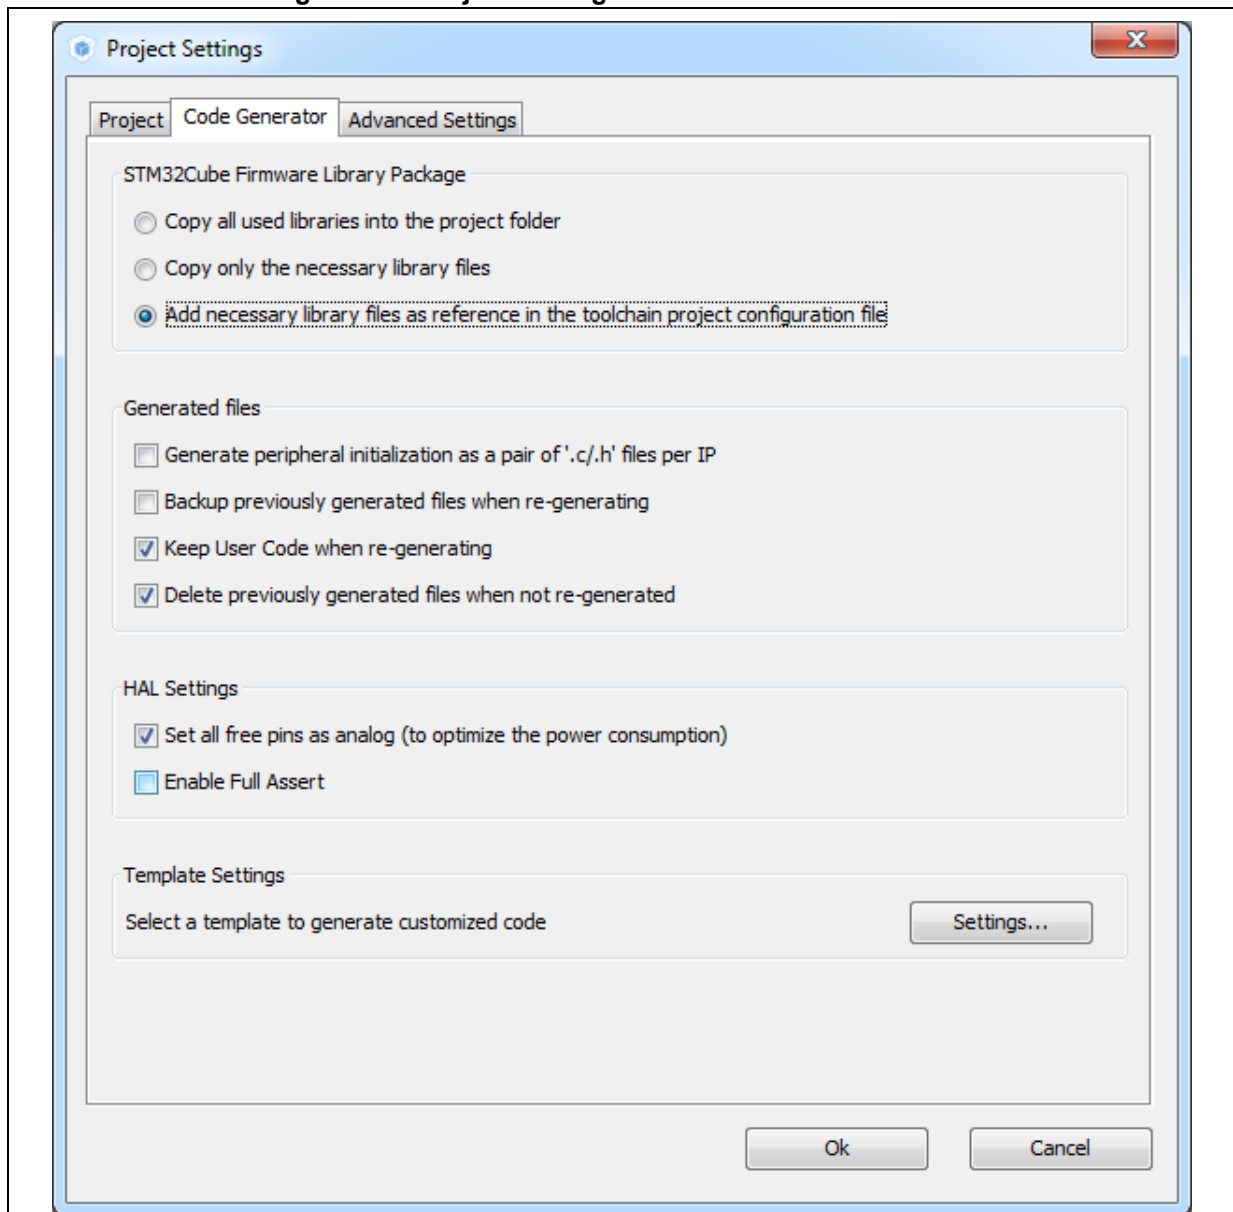 Project Settings
Project Code Generator Advanced Settings
STM32Cube Firmware Library Package
Copy all used libraries into the project folder
Copy only the necessary library files
Add necessary library files as reference in the toolchain project configuration file
Generated files
Generate peripheral initialization as a pair of '.c/.h' files per IP
Backup previously generated files when re-generating
Keep User Code when re-generating
Delete previously generated files when not re-generated
HAL Settings
Set all free pins as analog (to optimize the power consumption)
Enable Full Assert
Template Settings
Select a template to generate customized code Settings...
Ok Cancel